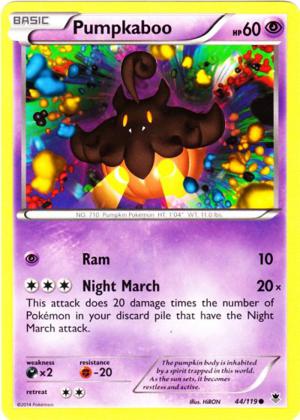 BASIC
Pumpkaboo
HP60
NO. 710 Pumpkin Pokémon HT. 1'04" WT. 11.0 lbs.
Ram 10
Night March 20×
This attack does 20 damage times the number of
Pokémon in your discard pile that have the Night
March attack.
weakness
×2
resistance
-20
retreat
The pumpkin body is inhabited
by a spirit trapped in this world.
As the sun sets, it becomes
restless and active.
©2014 Pokémon
illus. HiRON
44/119